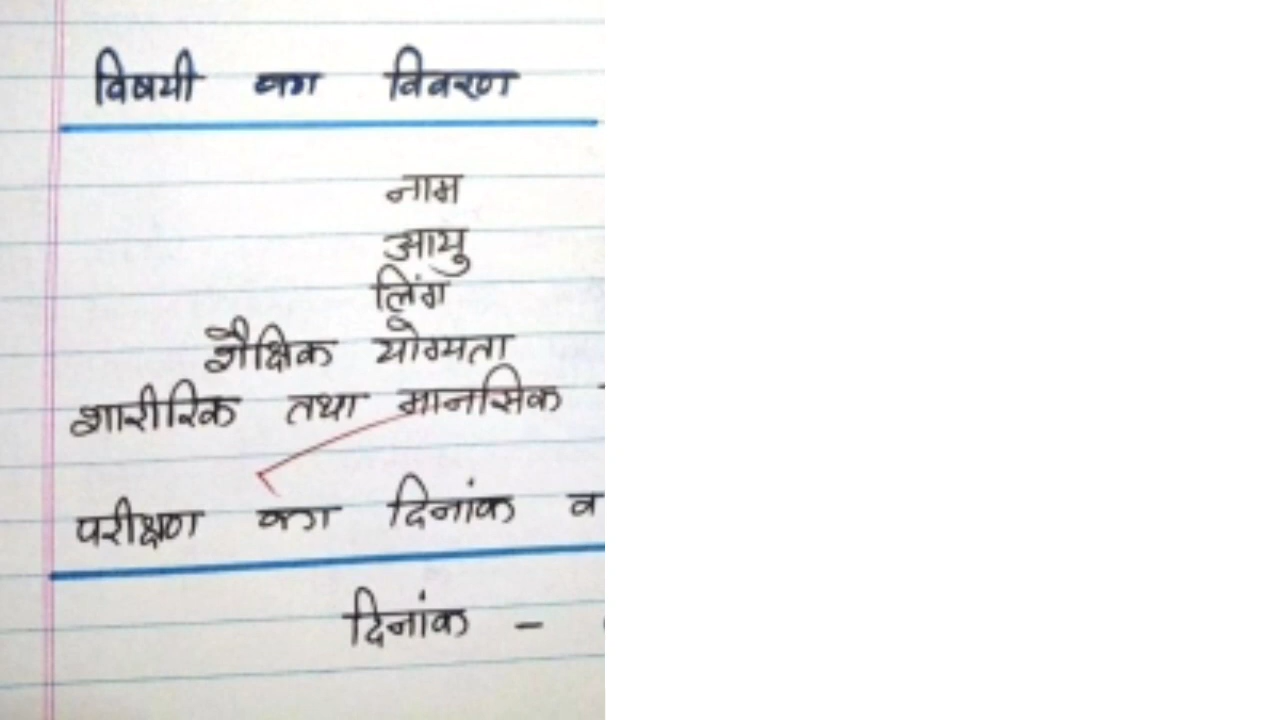 विषयी का विवरण
नाम
आयु
लिंग
शैक्षिक योग्यता
शारीरिक तथा मानसिक
परीक्षण का दिनांक व
दिनांक -